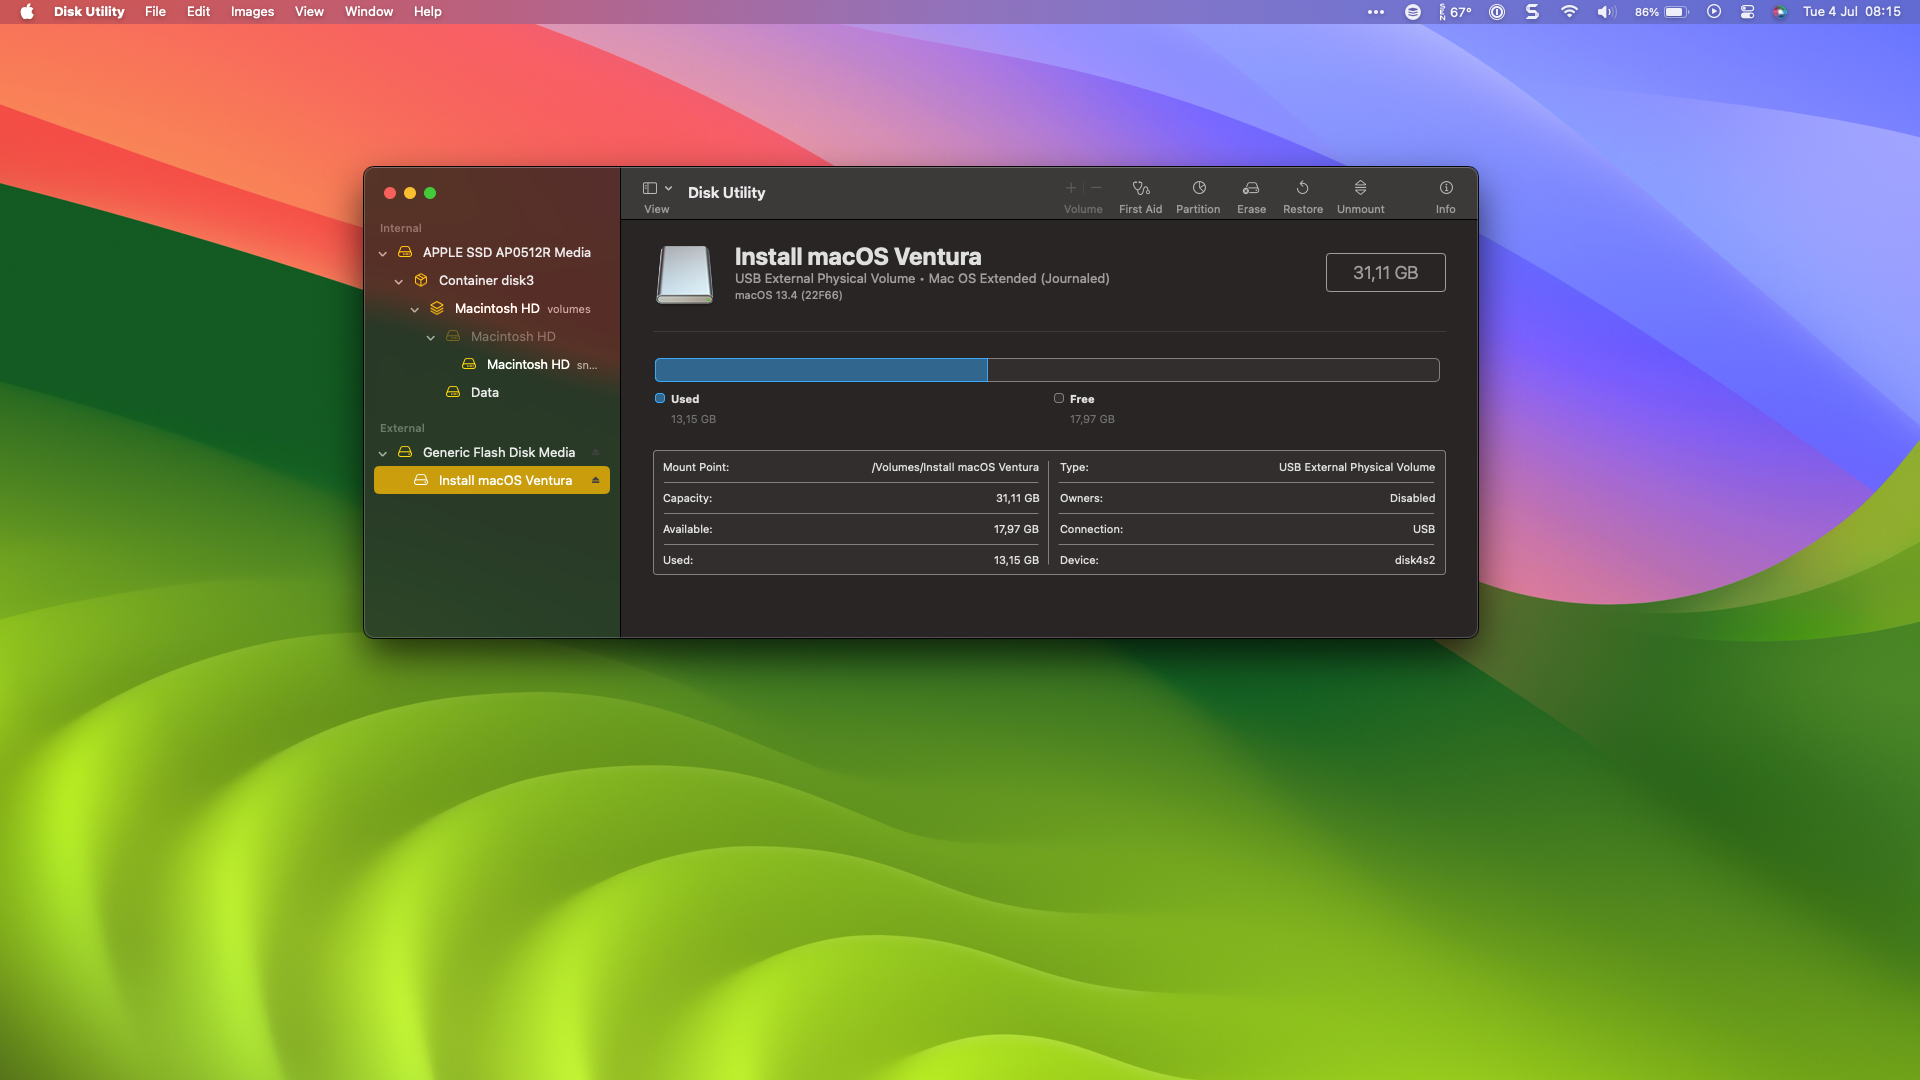 Disk Utility File Edit Images View Window Help 67° 86% Tue 4 Jul 08:15
Disk Utility
View
Volume First Aid Partition Erase Restore Unmount Info
Internal
APPLE SSD AP0512R Media
Container disk3
Macintosh HD volumes
Macintosh HD
Macintosh HD sn...
Data
External
Generic Flash Disk Media
Install macOS Ventura
Install macOS Ventura
USB External Physical Volume • Mac OS Extended (Journaled)
macOS 13.4 (22F66)
31,11 GB
Used
13,15 GB
Free
17,97 GB
Mount Point: /Volumes/Install macOS Ventura
Capacity: 31,11 GB
Available: 17,97 GB
Used: 13,15 GB
Type: USB External Physical Volume
Owners: Disabled
Connection: USB
Device: disk4s2